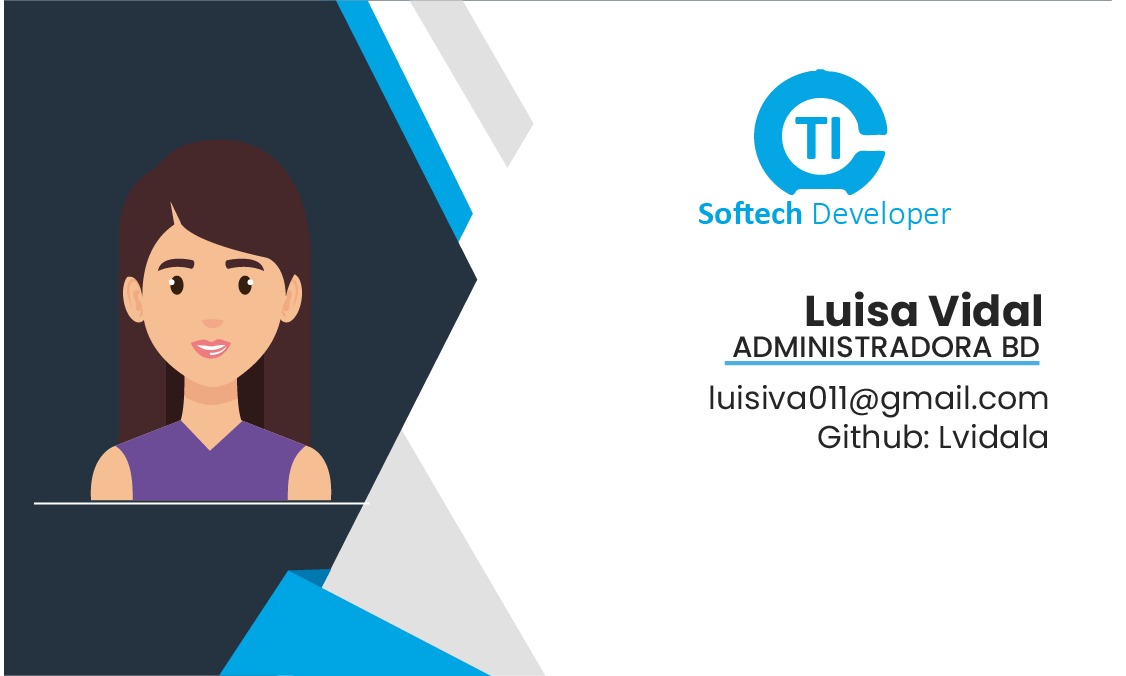 TI
Softech Developer
Luisa Vidal
ADMINISTRADORA BD
luisiva011@gmail.com
Github: Lvidala